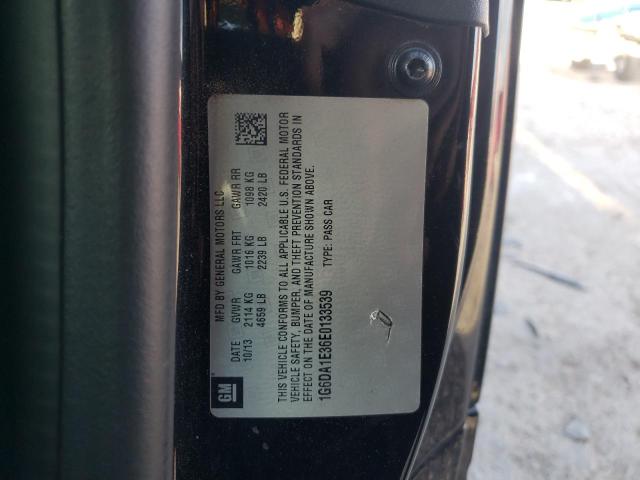 GM
MFD BY GENERAL MOTORS LLC
DATE GVWR GAWR FRT GAWR RR
10/13 2114 KG 1016 KG 1098 KG
4659 LB 2239 LB 2420 LB
THIS VEHICLE CONFORMS TO ALL APPLICABLE U.S. FEDERAL MOTOR
VEHICLE SAFETY, BUMPER, AND THEFT PREVENTION STANDARDS IN
EFFECT ON THE DATE OF MANUFACTURE SHOWN ABOVE.
1G6DA1E36E0133539 TYPE: PASS CAR